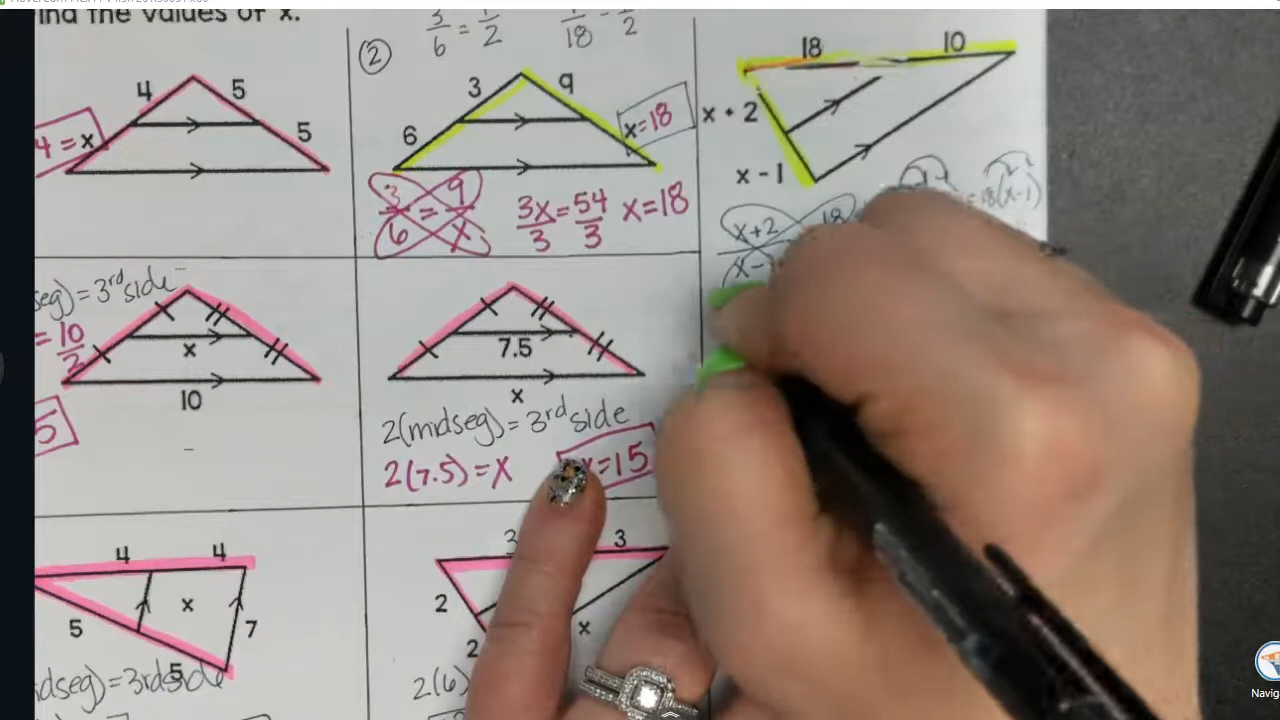 ind the values of x.
3/6 = 1/2
4
5
5
4 = x
2
3
9
6
x=18
3/6 = 9/x
3x/3 = 54/3
x=18
18
10
x + 2
x - 1
x+2
18
18(x-1)
seg) = 3rd side
= 10/2
x
10
5
7.5
x
2(midseg) = 3rd side
2(7.5) = x
x=15
4
4
x
5
7
5
dseg) = 3rd side
3
3
2
x
2
2(6)
Navig